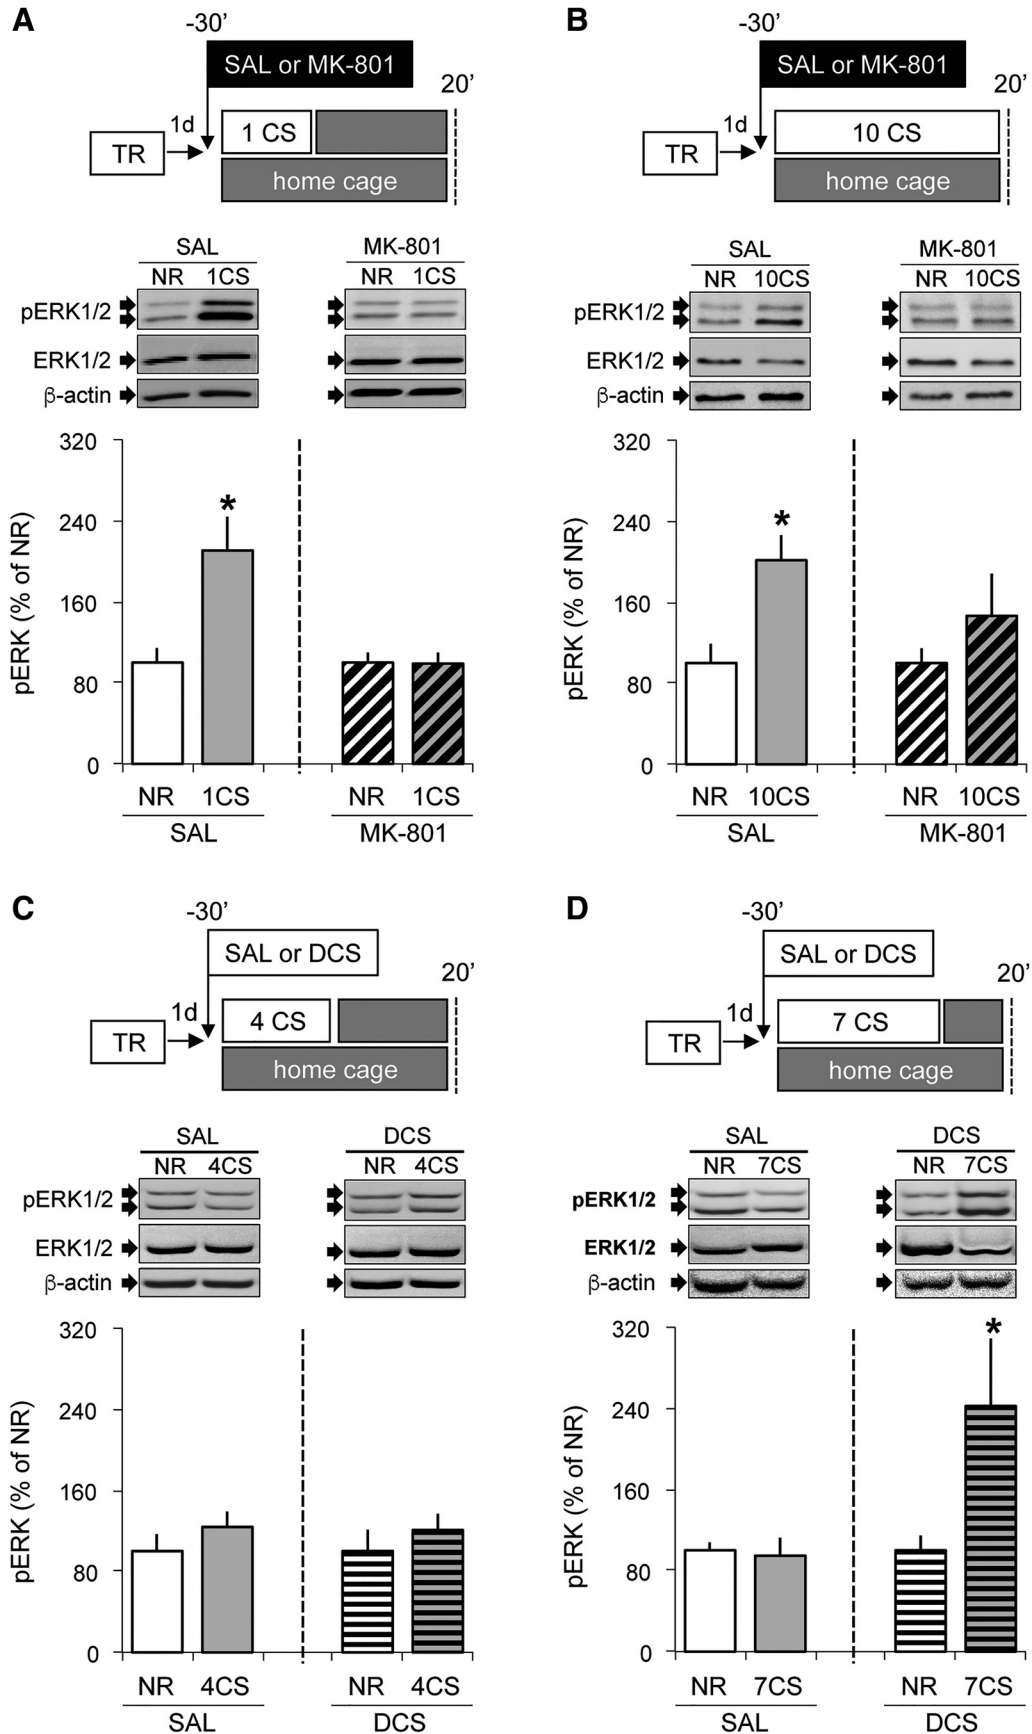 A
-30’
SAL or MK-801
20’
1d
TR
1 CS
home cage
SAL
MK-801
NR 1CS
NR 1CS
pERK1/2
ERK1/2
β-actin
320
240
160
80
0
pERK (% of NR)
*
NR 1CS
NR 1CS
SAL
MK-801
B
-30’
SAL or MK-801
20’
1d
TR
10 CS
home cage
SAL
MK-801
NR 10CS
NR 10CS
pERK1/2
ERK1/2
β-actin
320
240
160
80
0
pERK (% of NR)
*
NR 10CS
NR 10CS
SAL
MK-801
C
-30’
SAL or DCS
20’
1d
TR
4 CS
home cage
SAL
DCS
NR 4CS
NR 4CS
pERK1/2
ERK1/2
β-actin
320
240
160
80
0
pERK (% of NR)
NR 4CS
NR 4CS
SAL
DCS
D
-30’
SAL or DCS
20’
1d
TR
7 CS
home cage
SAL
DCS
NR 7CS
NR 7CS
pERK1/2
ERK1/2
β-actin
320
240
160
80
0
pERK (% of NR)
*
NR 7CS
NR 7CS
SAL
DCS